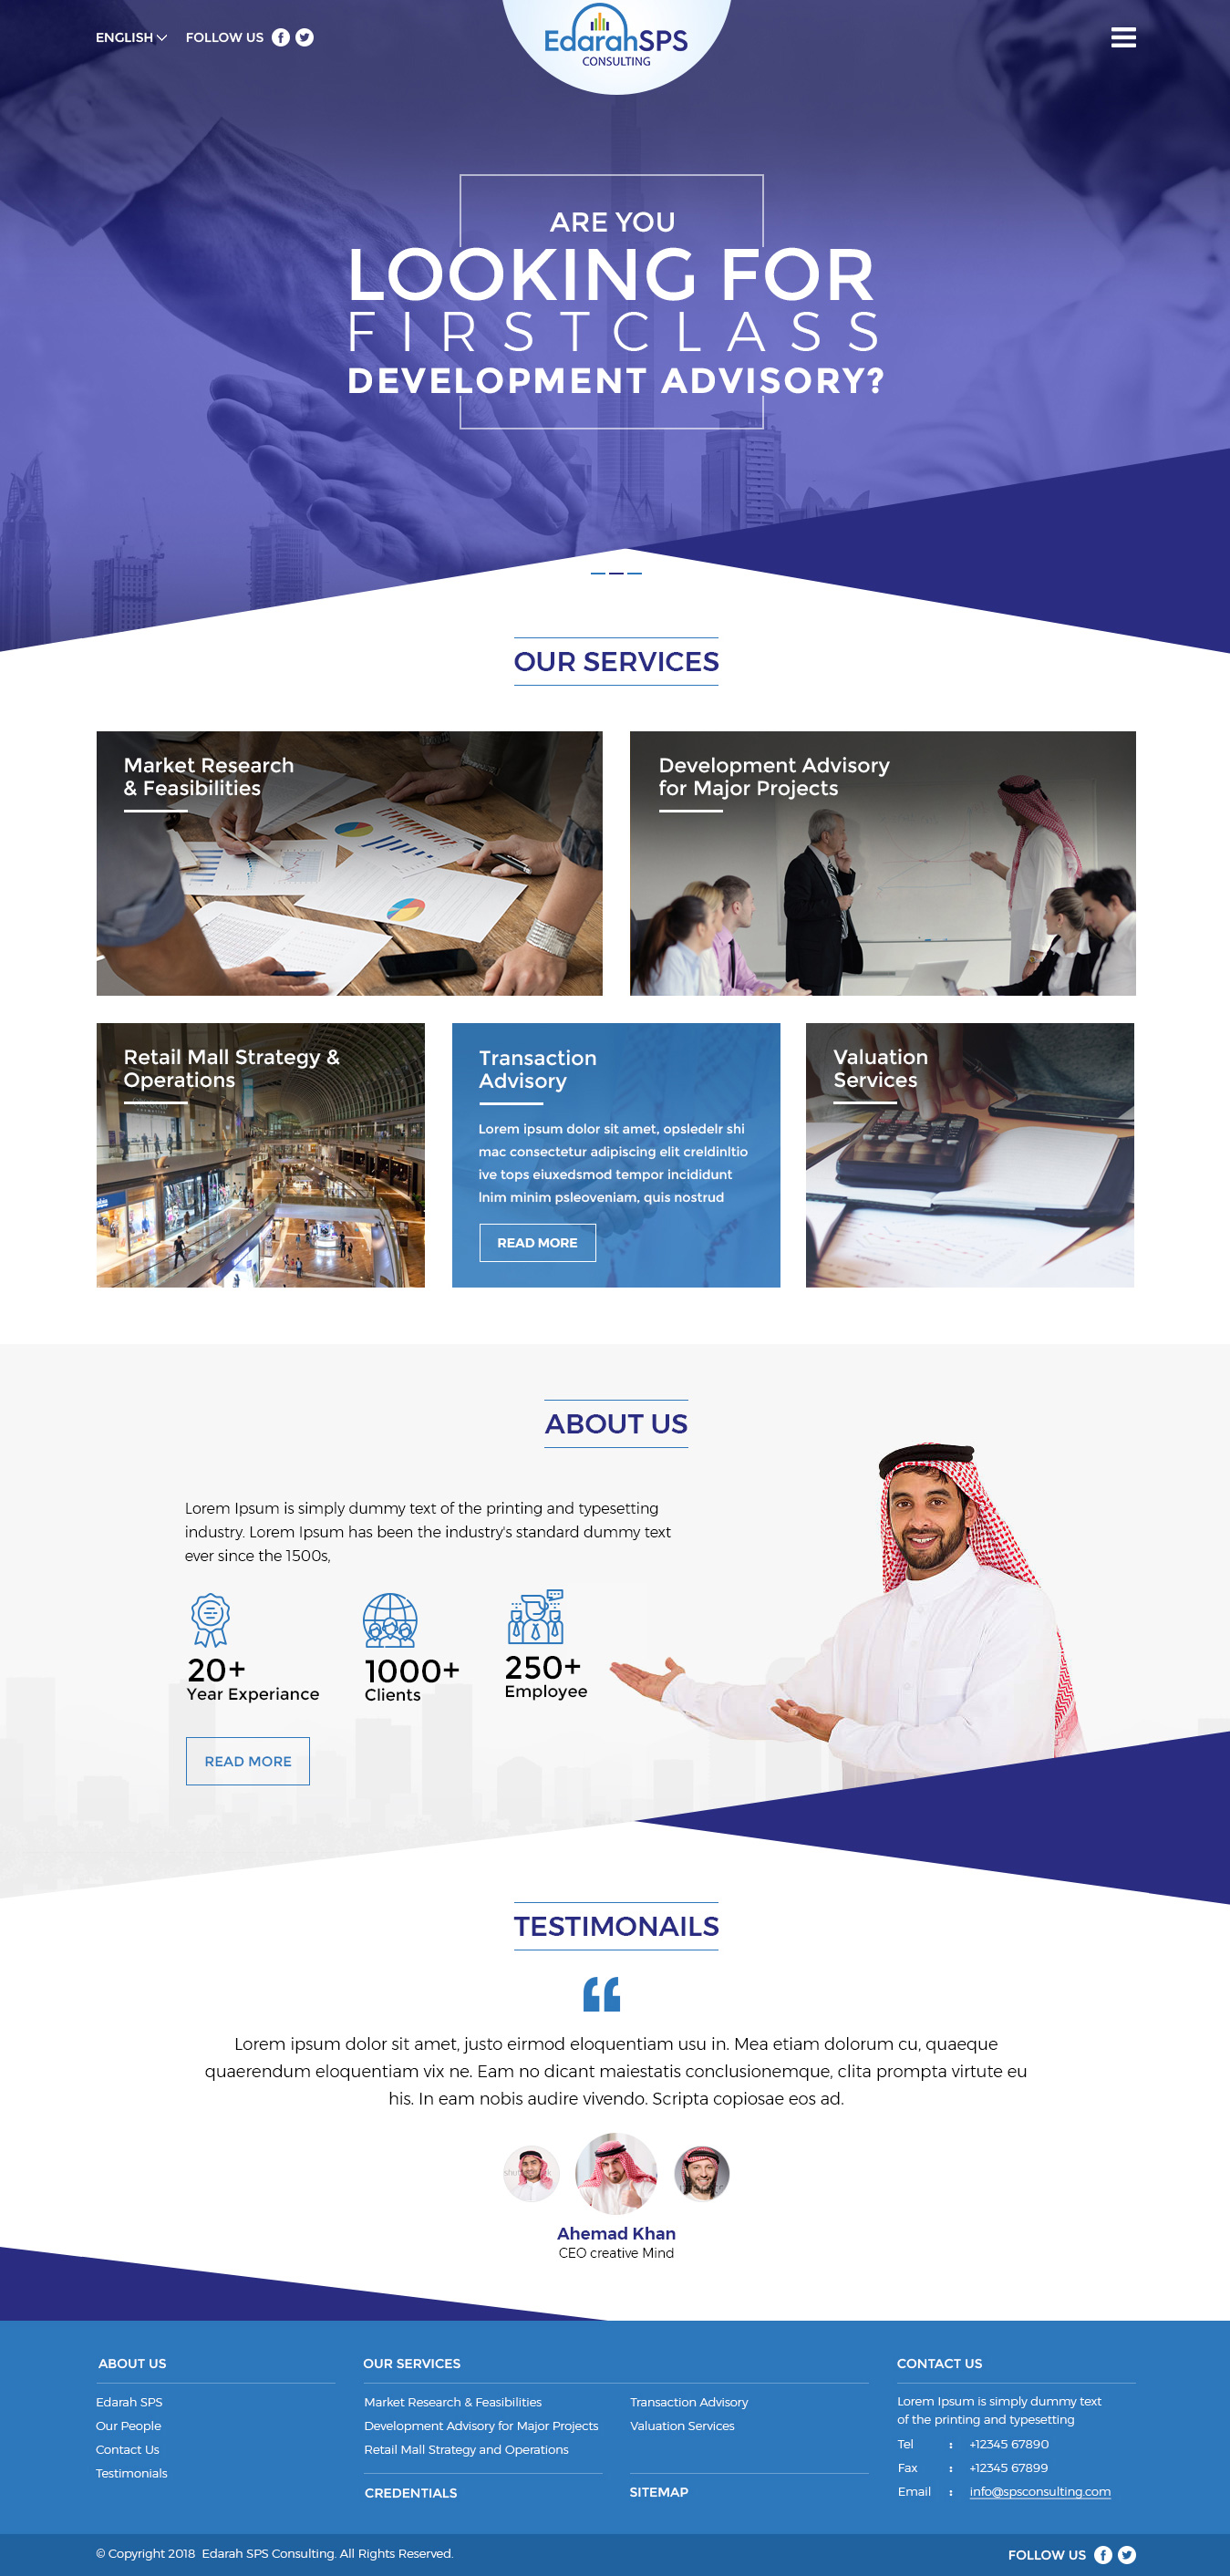 ENGLISH
FOLLOW US
EdarahSPS
CONSULTING
ARE YOU
LOOKING FOR
FIRSTCLASS
DEVELOPMENT ADVISORY?
OUR SERVICES
Market Research
& Feasibilities
Development Advisory
for Major Projects
Retail Mall Strategy &
Operations
Transaction
Advisory
Lorem ipsum dolor sit amet, opsledelr shi
mac consectetur adipiscing elit creldinltio
ive tops eiuxedsmod tempor incididunt
lnim minim psleoveniam, quis nostrud
READ MORE
Valuation
Services
ABOUT US
Lorem Ipsum is simply dummy text of the printing and typesetting
industry. Lorem Ipsum has been the industry's standard dummy text
ever since the 1500s,
20+
Year Experiance
1000+
Clients
250+
Employee
READ MORE
TESTIMONAILS
Lorem ipsum dolor sit amet, justo eirmod eloquentiam usu in. Mea etiam dolorum cu, quaeque
quaerendum eloquentiam vix ne. Eam no dicant maiestatis conclusionemque, clita prompta virtute eu
his. In eam nobis audire vivendo. Scripta copiosae eos ad.
Ahemad Khan
CEO creative Mind
ABOUT US
Edarah SPS
Our People
Contact Us
Testimonials
OUR SERVICES
Market Research & Feasibilities
Development Advisory for Major Projects
Retail Mall Strategy and Operations
Transaction Advisory
Valuation Services
CREDENTIALS
SITEMAP
CONTACT US
Lorem Ipsum is simply dummy text
of the printing and typesetting
Tel : +12345 67890
Fax : +12345 67899
Email : info@spsconsulting.com
© Copyright 2018 Edarah SPS Consulting. All Rights Reserved.
FOLLOW US